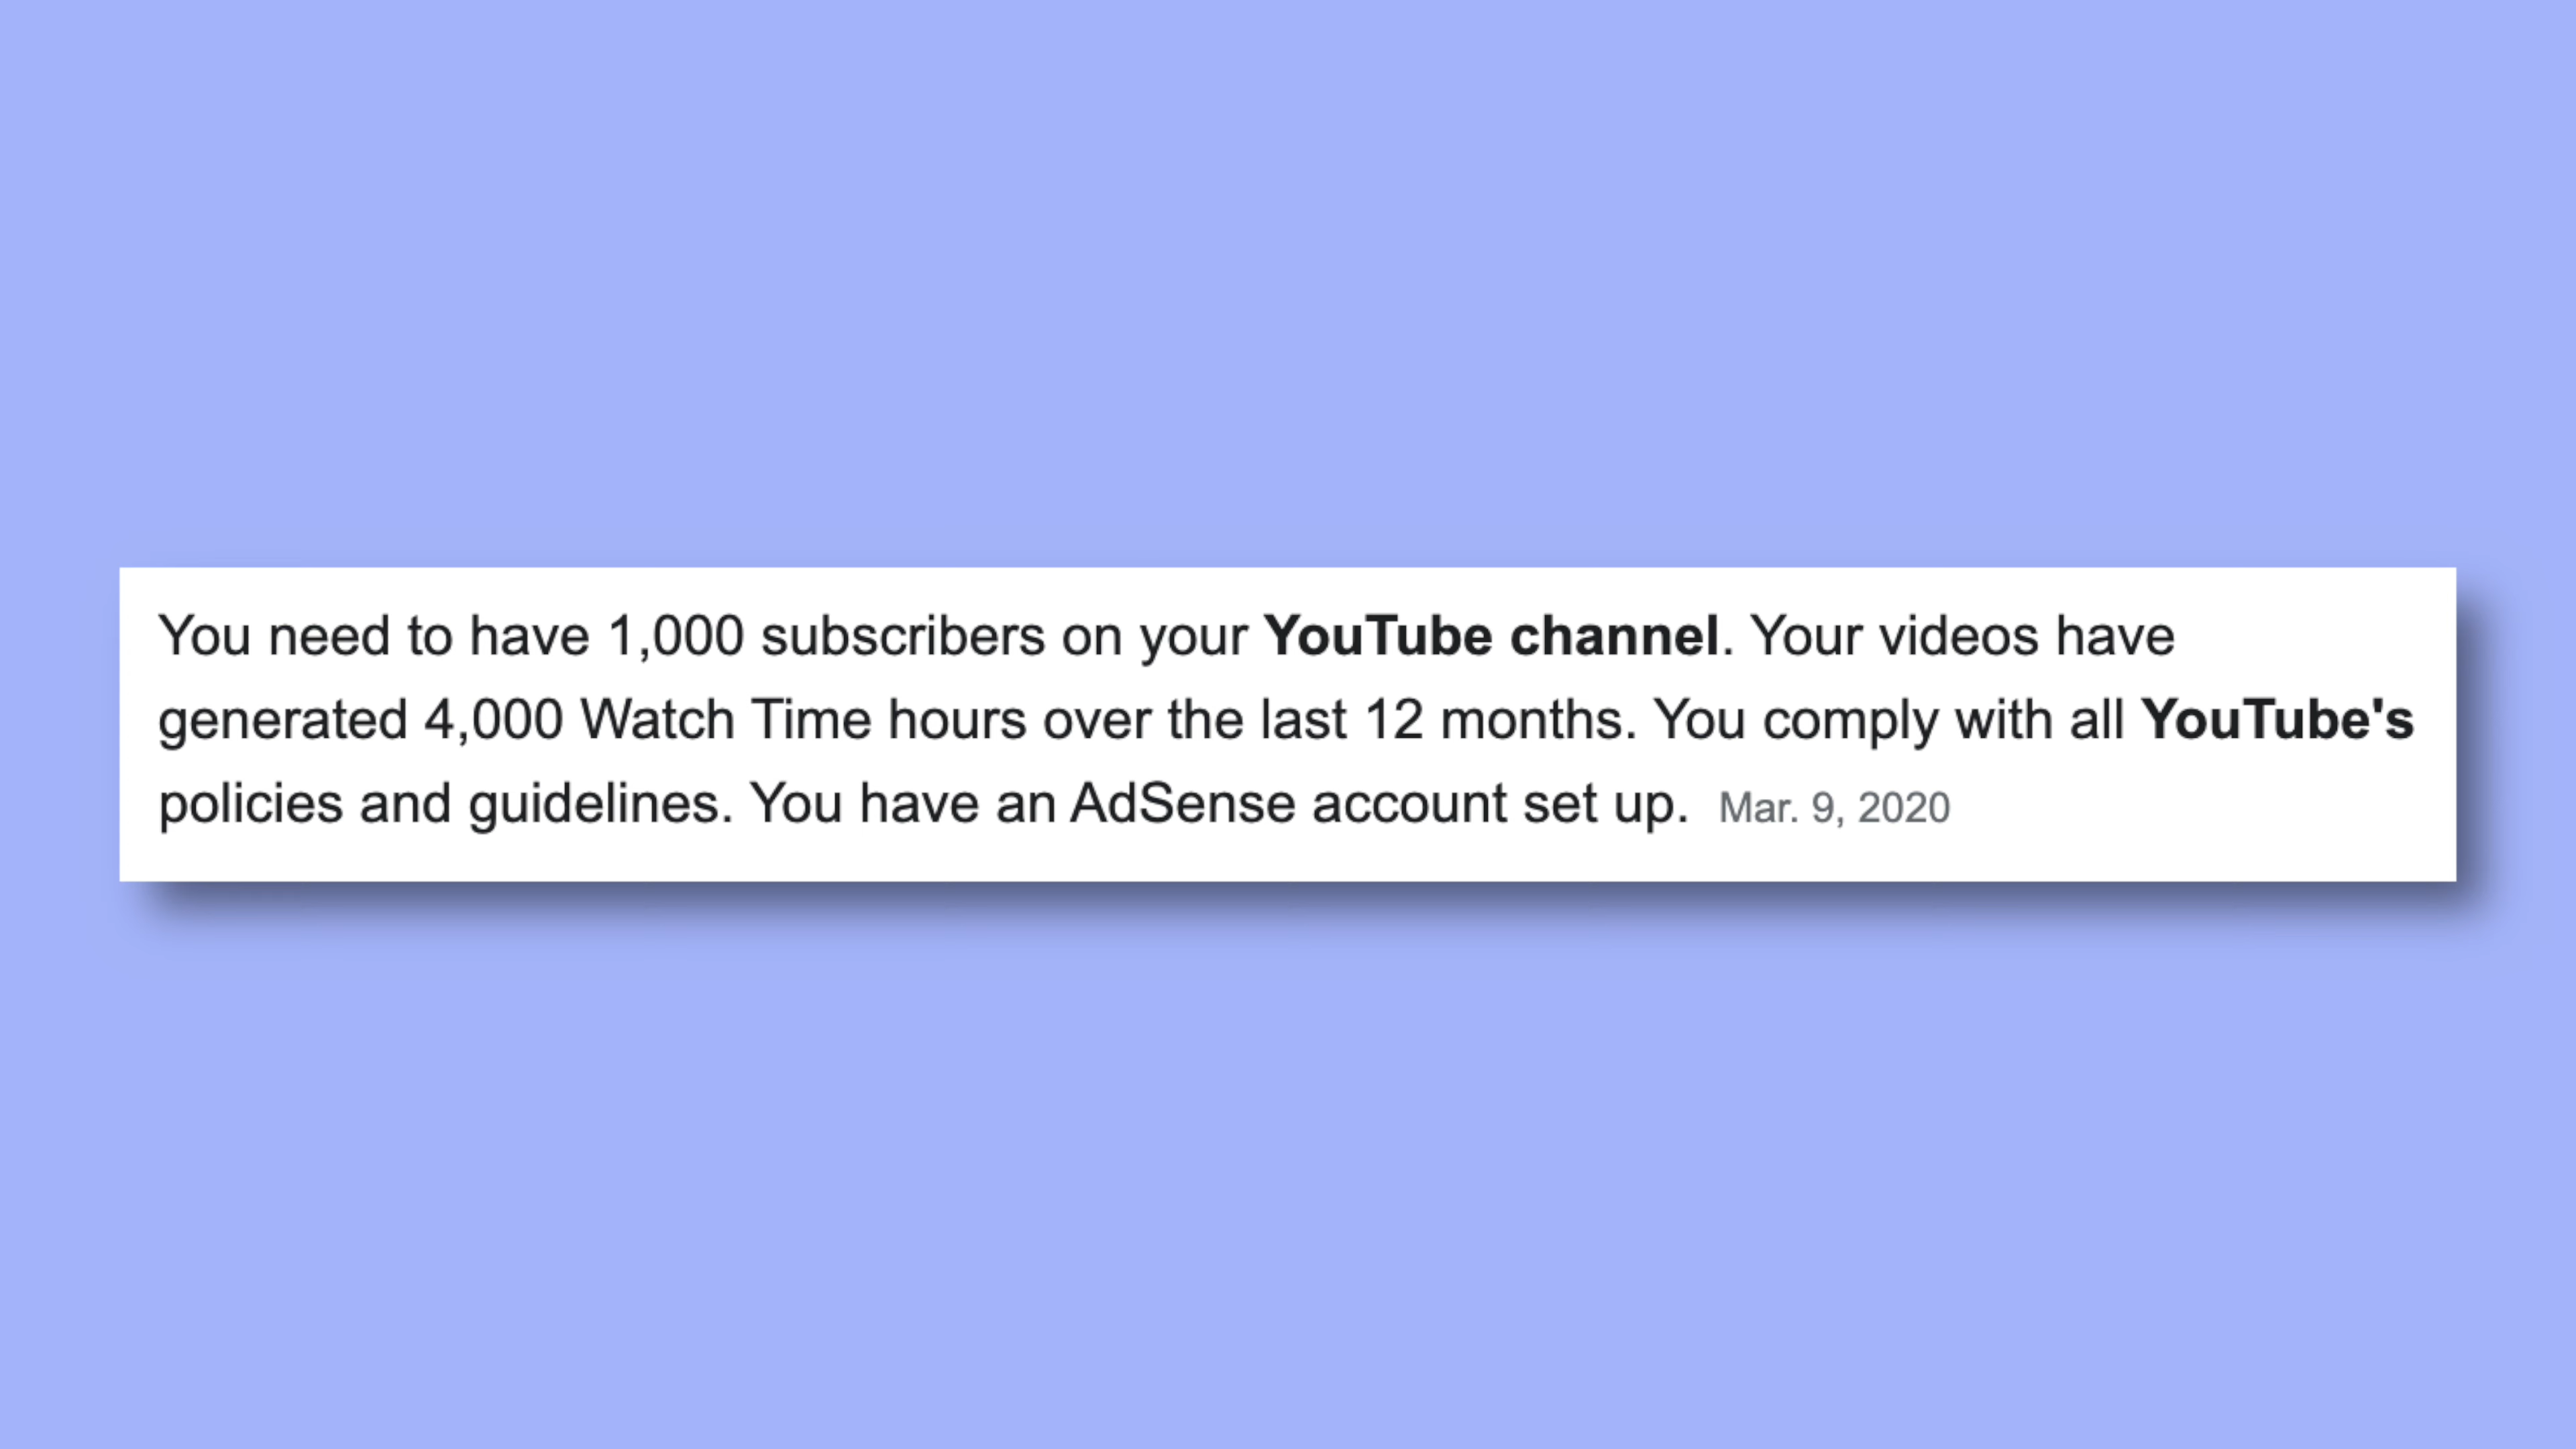 You need to have 1,000 subscribers on your YouTube channel. Your videos have
generated 4,000 Watch Time hours over the last 12 months. You comply with all YouTube's
policies and guidelines. You have an AdSense account set up. Mar. 9, 2020